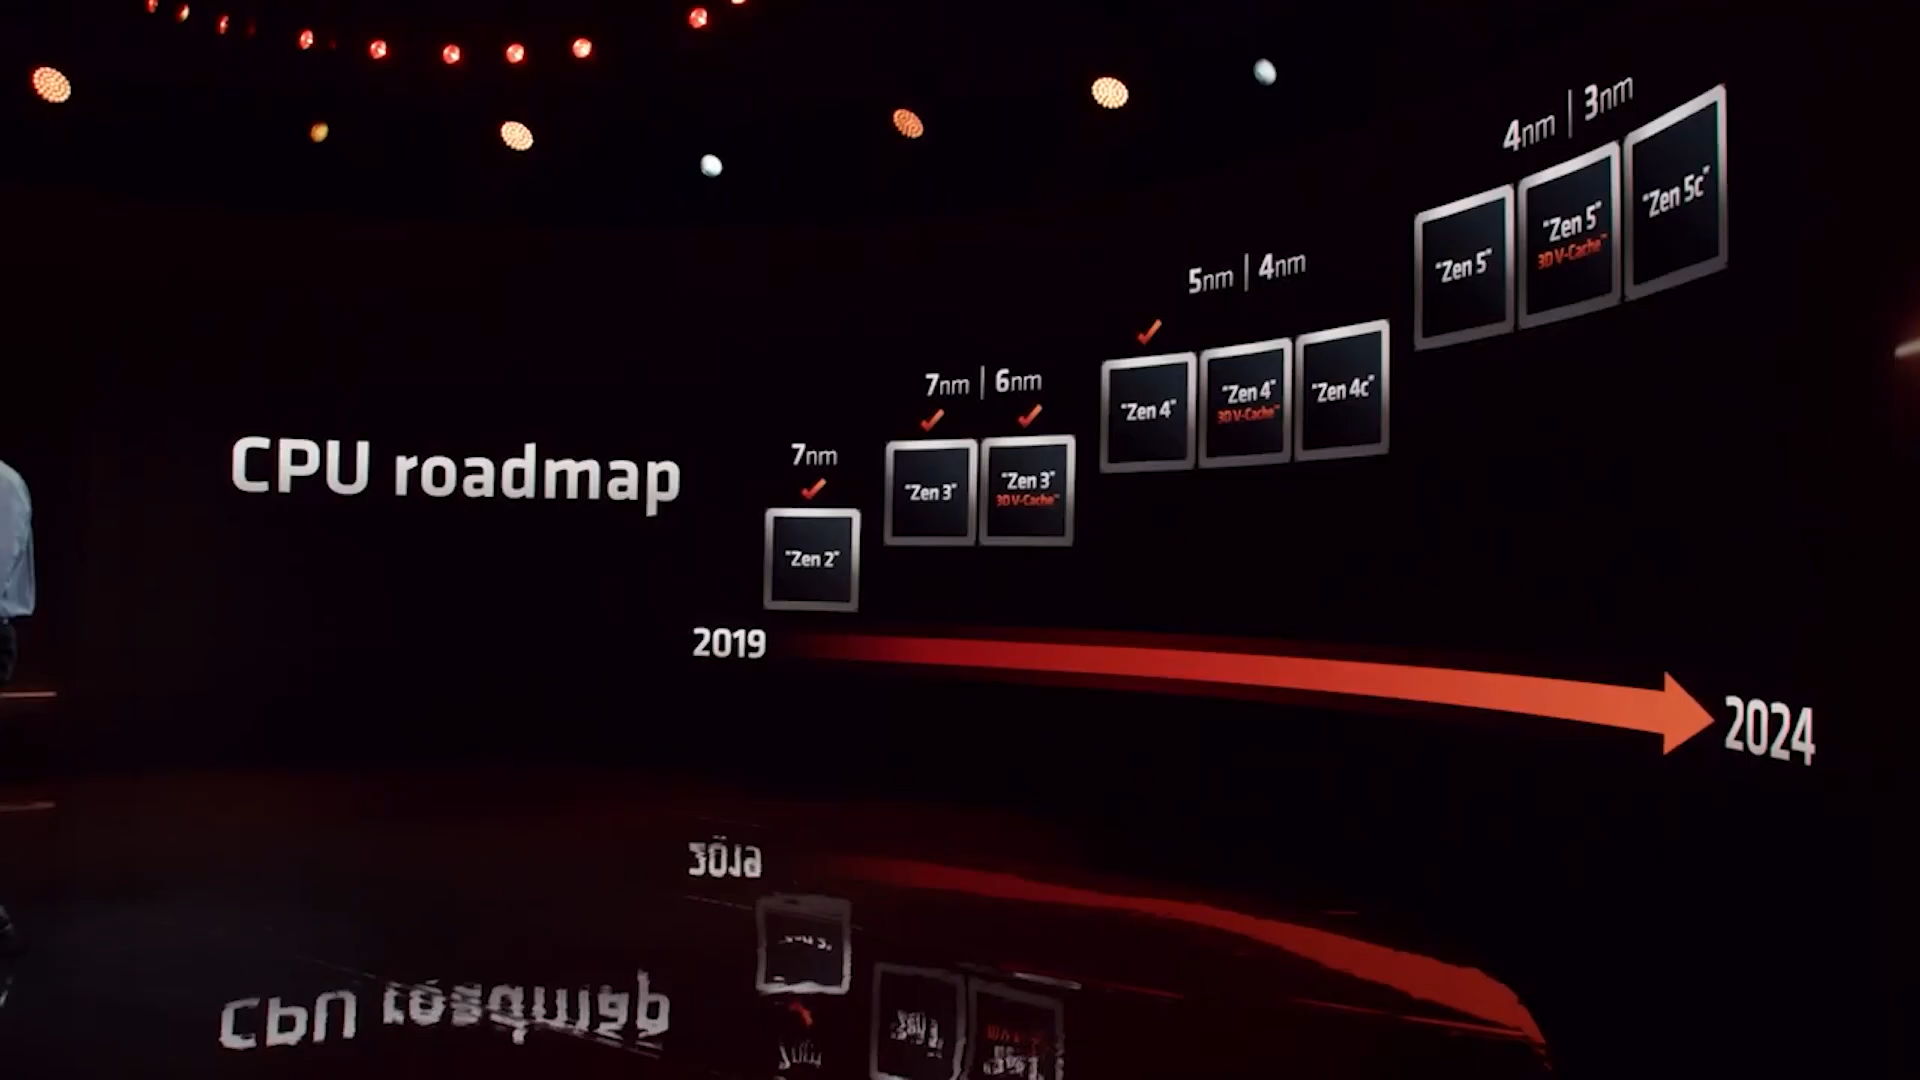 CPU roadmap
7nm
"Zen 2"
7nm | 6nm
"Zen 3"
"Zen 3"
3D V-Cache™
5nm | 4nm
"Zen 4"
"Zen 4"
3D V-Cache™
"Zen 4c"
4nm | 3nm
"Zen 5"
"Zen 5"
3D V-Cache™
"Zen 5c"
2019
2024